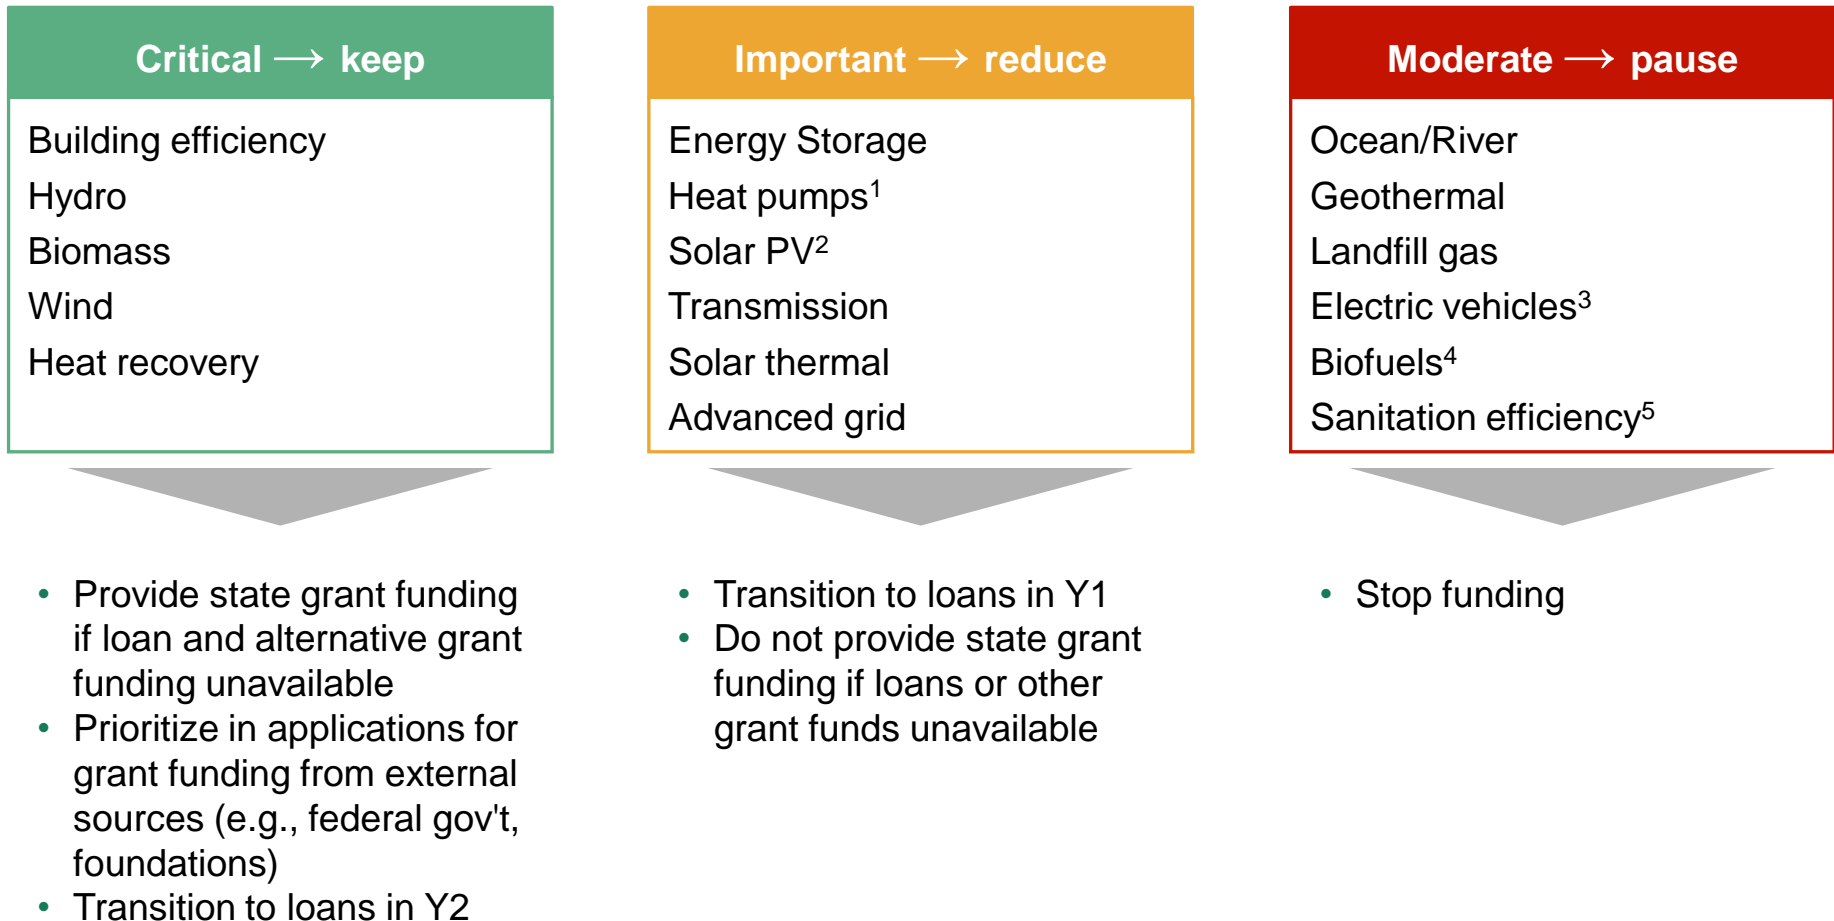 Critical → keep
Building efficiency
Hydro
Biomass
Wind
Heat recovery
Important → reduce
Energy Storage
Heat pumps¹
Solar PV²
Transmission
Solar thermal
Advanced grid
Moderate → pause
Ocean/River
Geothermal
Landfill gas
Electric vehicles³
Biofuels⁴
Sanitation efficiency⁵
• Provide state grant funding
if loan and alternative grant
funding unavailable
• Prioritize in applications for
grant funding from external
sources (e.g., federal gov't,
foundations)
• Transition to loans in Y2
• Transition to loans in Y1
• Do not provide state grant
funding if loans or other
grant funds unavailable
• Stop funding